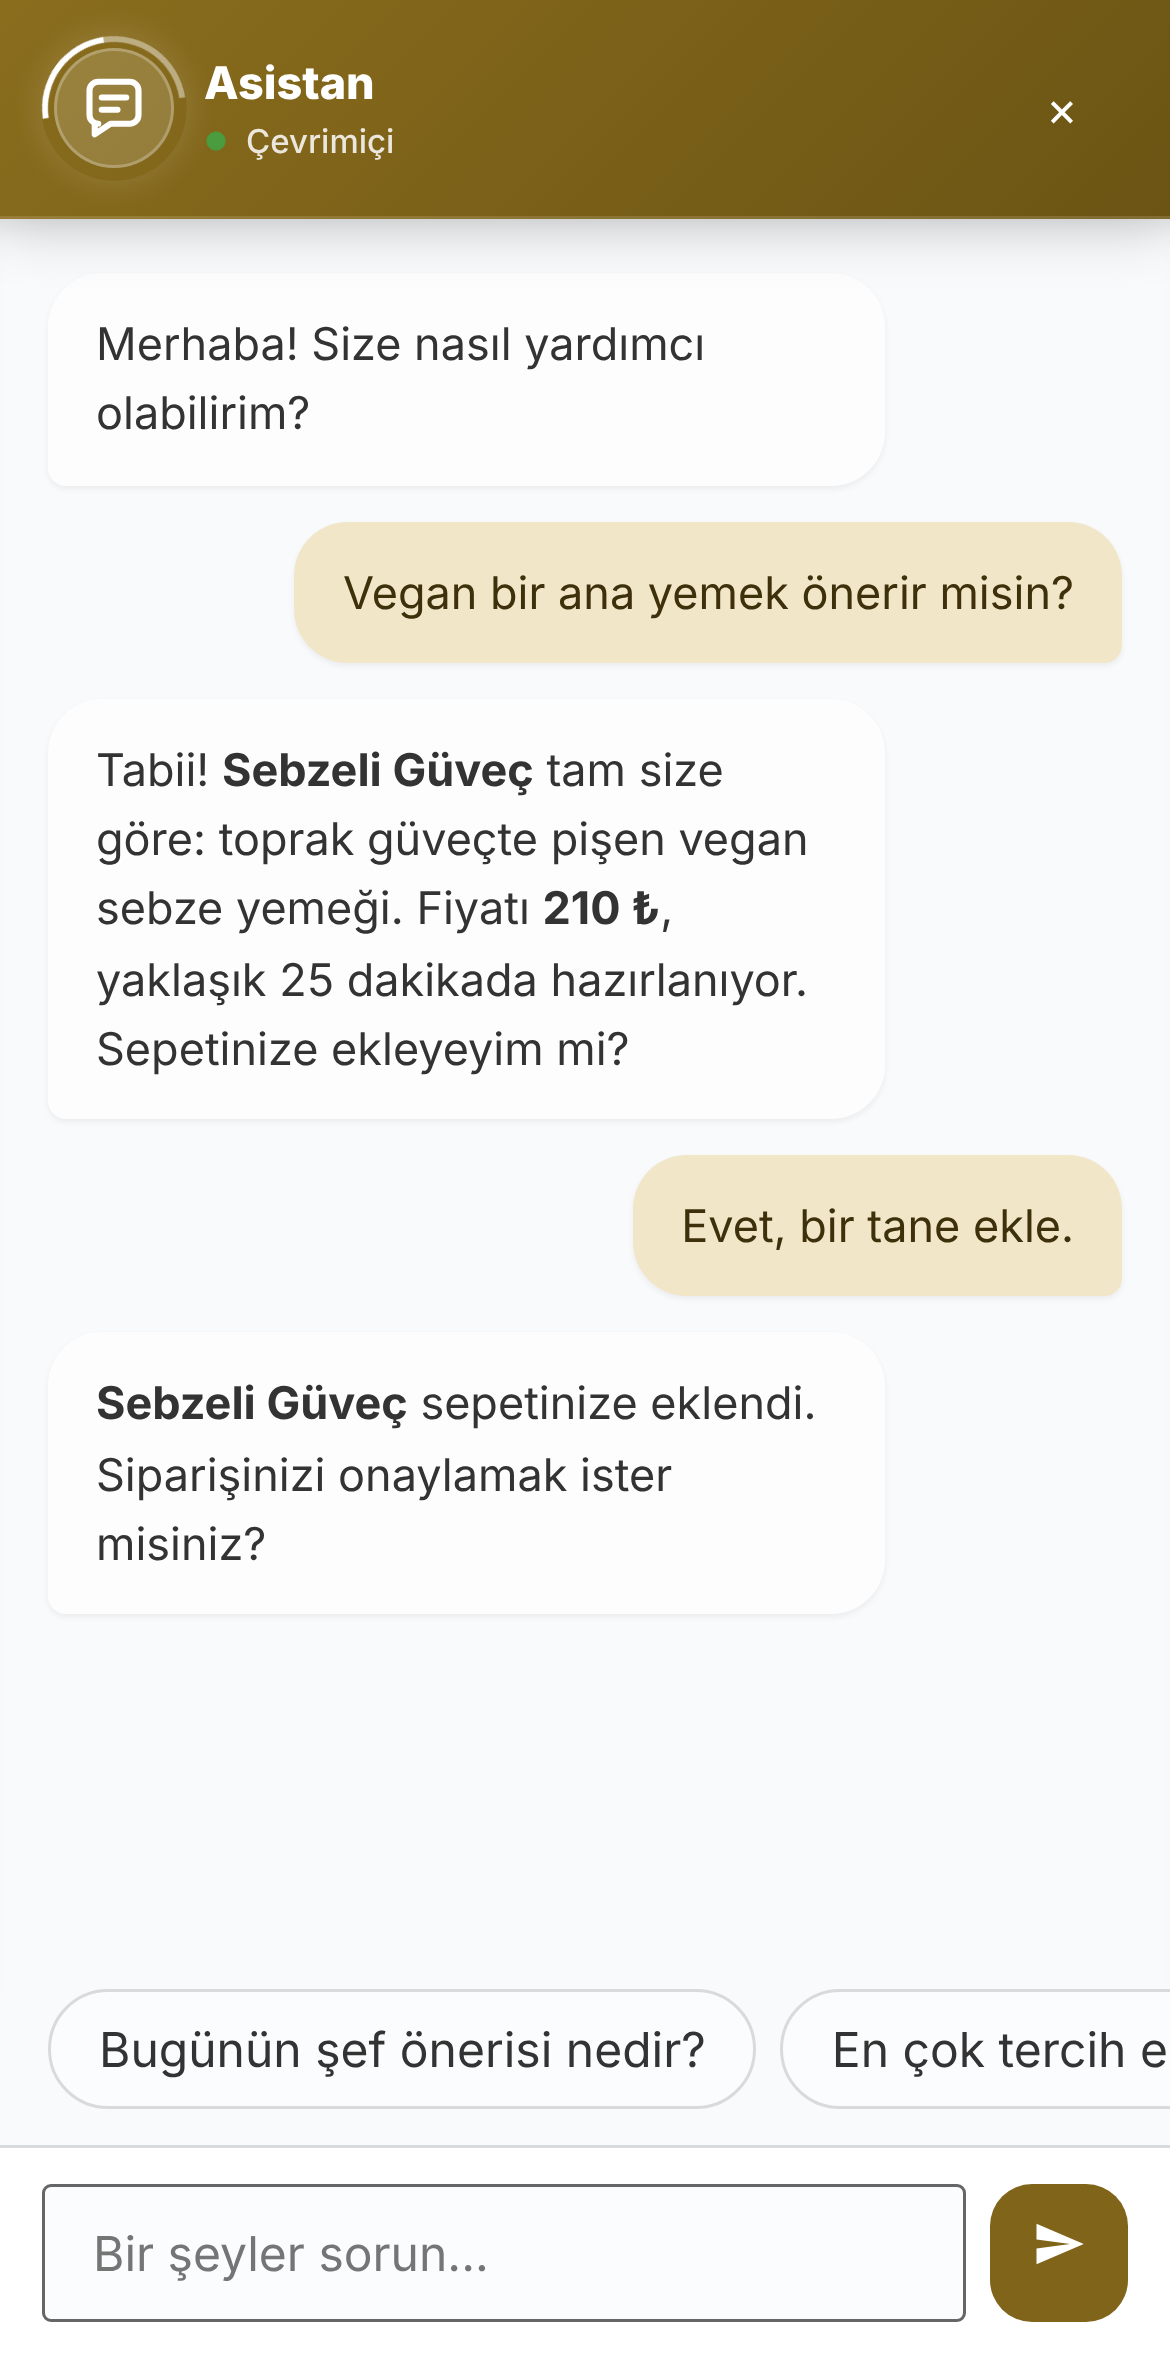 Asistan
Çevrimiçi
Merhaba! Size nasıl yardımcı
olabilirim?
Vegan bir ana yemek önerir misin?
Tabii! Sebzeli Güveç tam size
göre: toprak güveçte pişen vegan
sebze yemeği. Fiyatı 210 ₺,
yaklaşık 25 dakikada hazırlanıyor.
Sepetinize ekleyeyim mi?
Evet, bir tane ekle.
Sebzeli Güveç sepetinize eklendi.
Siparişinizi onaylamak ister
misiniz?
Bugünün şef önerisi nedir?
En çok tercih e
Bir şeyler sorun...